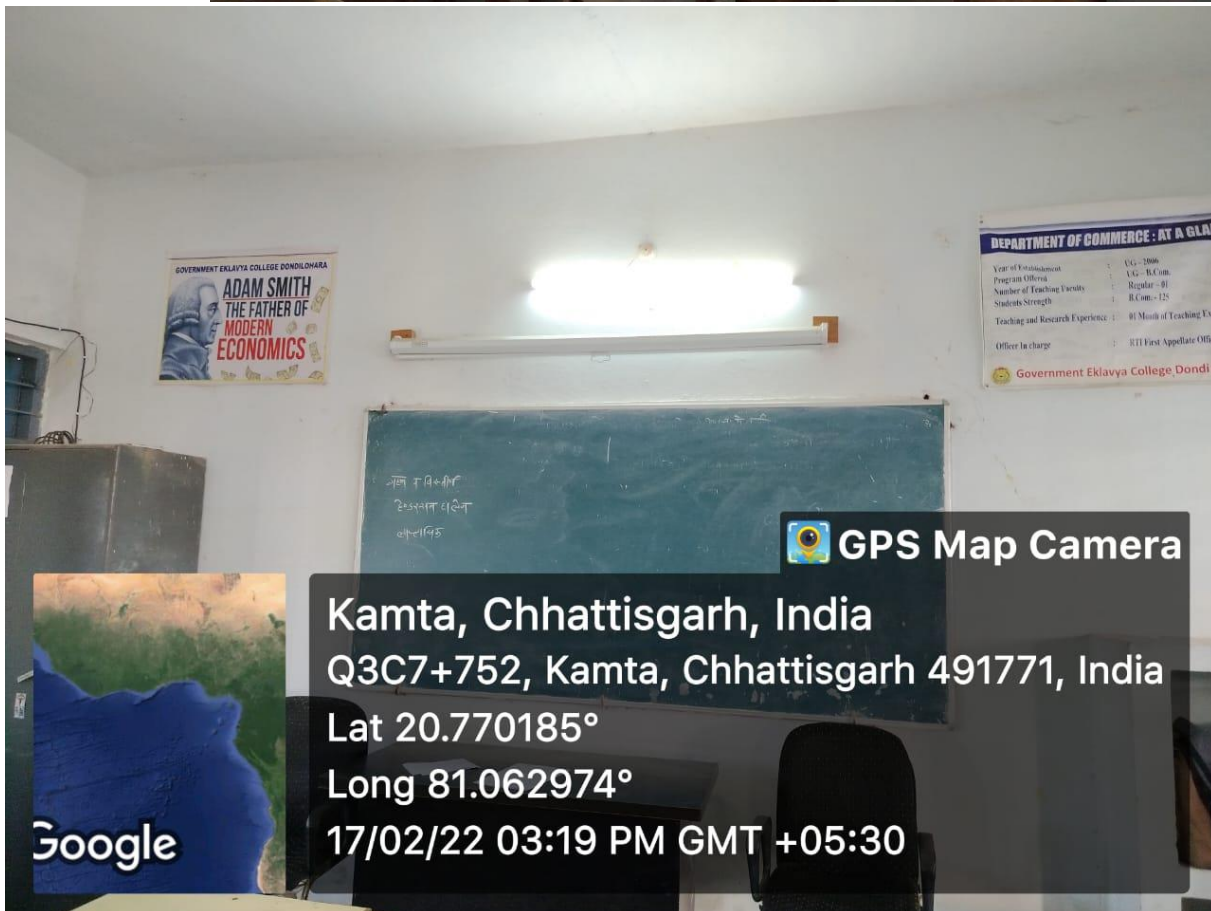 GOVERNMENT EKLAVYA COLLEGE DONDILOHARA
ADAM SMITH
THE FATHER OF
MODERN
ECONOMICS
DEPARTMENT OF COMMERCE : AT A
Year of Establishment : UG - 2006
Program Offered : UG - B.Com.
Number of Teaching Faculty : Regular - 01
Students Strength : B.Com.- 125
Teaching and Research Experience : 01 Month of Teaching
Officer In charge : RTI First Appellate
Government Eklavya College, Dondi
GPS Map Camera
Kamta, Chhattisgarh, India
Q3C7+752, Kamta, Chhattisgarh 491771, India
Lat 20.770185°
Long 81.062974°
17/02/22 03:19 PM GMT +05:30
Google